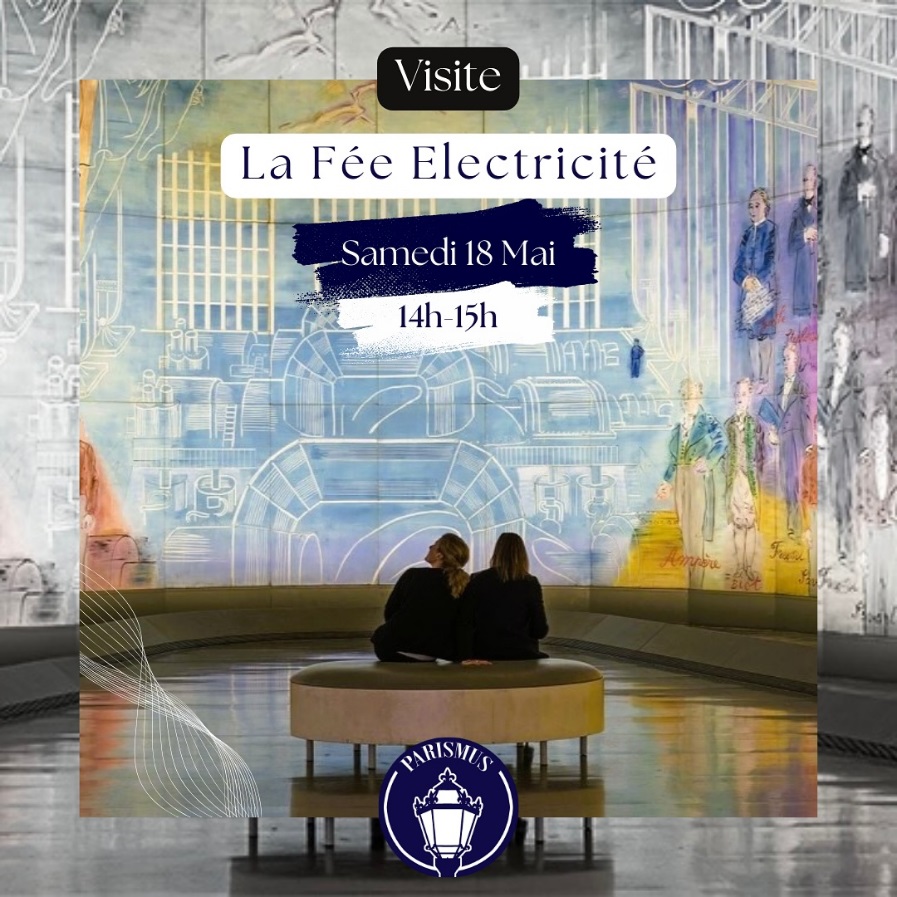 Visite
La Fée Electricité
Samedi 18 Mai
14h-15h
Ampère
PARISMUS